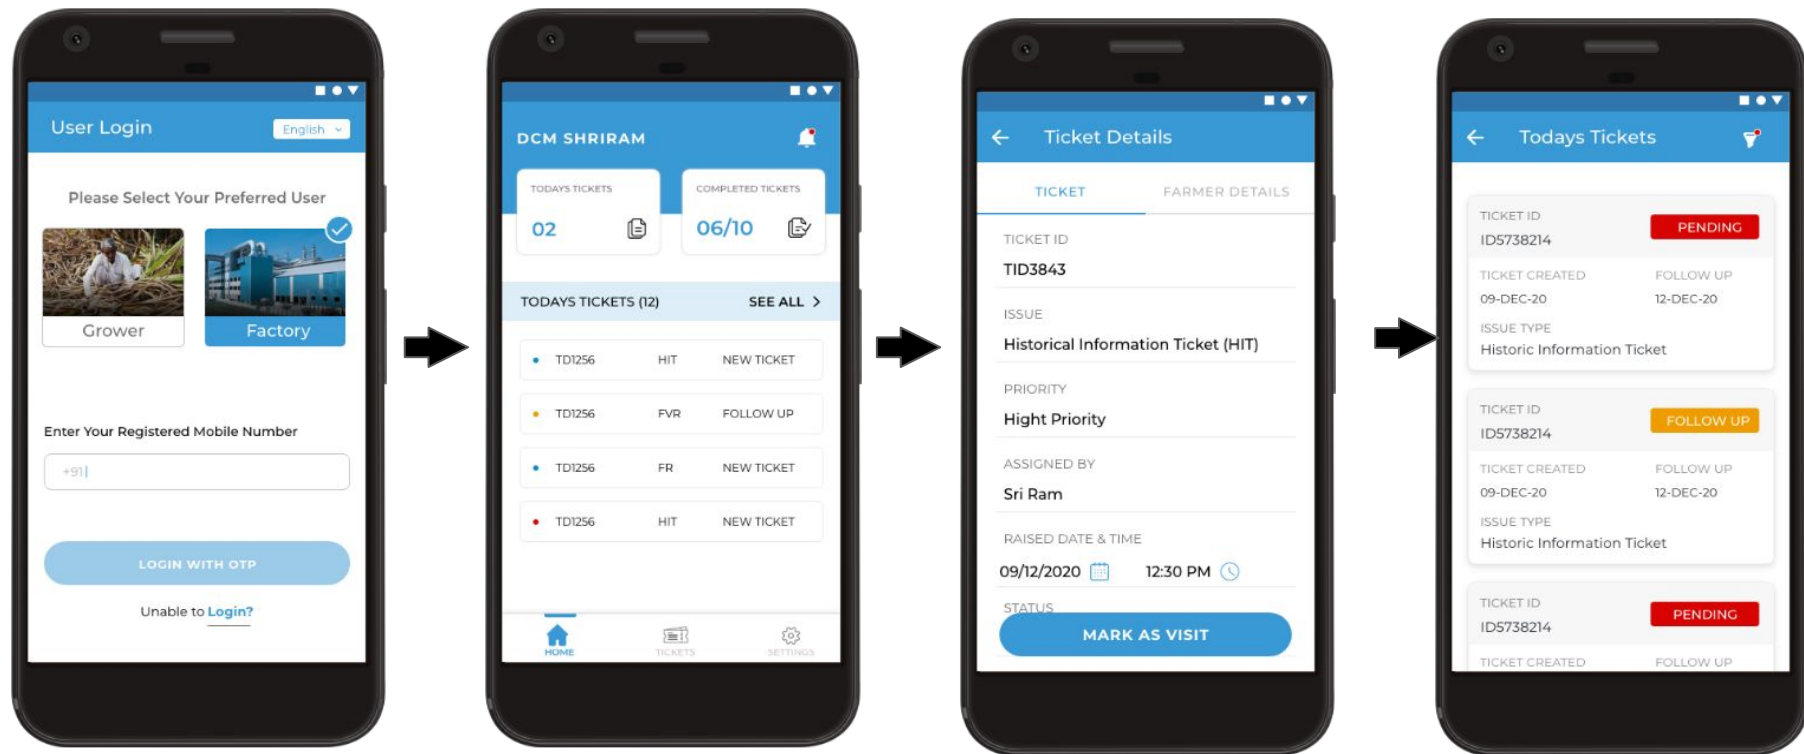 User Login
English
Please Select Your Preferred User
Grower
Factory
Enter Your Registered Mobile Number
+91
LOGIN WITH OTP
Unable to Login?
DCM SHRIRAM
TODAYS TICKETS
COMPLETED TICKETS
02
06/10
TODAYS TICKETS (12)
SEE ALL >
TD1256 HIT NEW TICKET
TD1256 FVR FOLLOW UP
TD1256 FR NEW TICKET
TD1256 HIT NEW TICKET
HOME
TICKETS
SETTINGS
Ticket Details
TICKET
FARMER DETAILS
TICKET ID
TID3843
ISSUE
Historical Information Ticket (HIT)
PRIORITY
Hight Priority
ASSIGNED BY
Sri Ram
RAISED DATE & TIME
09/12/2020 12:30 PM
STATUS
MARK AS VISIT
Todays Tickets
TICKET ID
ID5738214
PENDING
TICKET CREATED FOLLOW UP
09-DEC-20 12-DEC-20
ISSUE TYPE
Historic Information Ticket
TICKET ID
ID5738214
FOLLOW UP
TICKET CREATED FOLLOW UP
09-DEC-20 12-DEC-20
ISSUE TYPE
Historic Information Ticket
TICKET ID
ID5738214
PENDING
TICKET CREATED FOLLOW UP